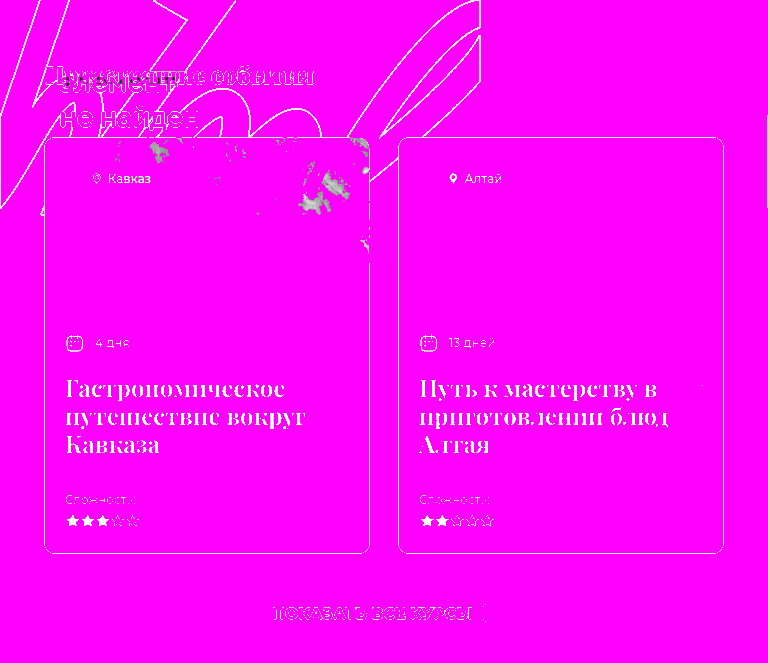 элемент
не найден
Кавказ
Алтай
4 дня
13 дней
Гастрономическое
путешествие вокруг
Кавказа
Путь к мастерству в
приготовлении блюд
Алтая
Сложность:
Сложность:
ПОКАЗАТЬ ВСЕ КУРСЫ